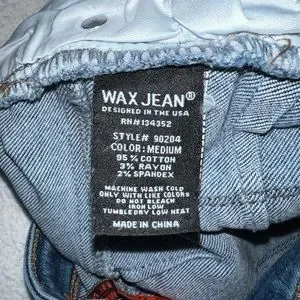 WAX JEAN®
DESIGNED IN THE USA
RN#134352
STYLE# 90204
COLOR: MEDIUM
95% COTTON
3% RAYON
2% SPANDEX
MACHINE WASH COLD
ONLY WITH LIKE COLORS
DO NOT BLEACH
IRON LOW
TUMBLE DRY LOW HEAT
MADE IN CHINA